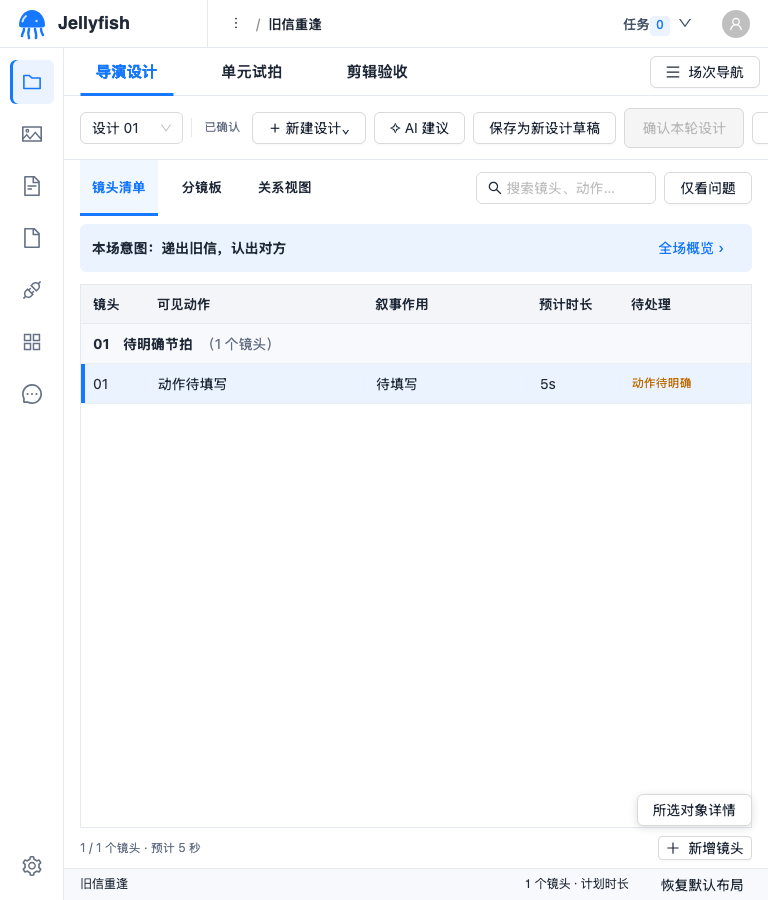 Jellyfish
/ 旧信重逢
任务 0
导演设计 单元试拍 剪辑验收
场次导航
设计 01 已确认 + 新建设计 AI 建议 保存为新设计草稿 确认本轮设计
镜头清单 分镜板 关系视图
搜索镜头、动作... 仅看问题
本场意图：递出旧信，认出对方 全场概览 ›
镜头 可见动作 叙事作用 预计时长 待处理
01 待明确节拍 （1 个镜头）
01 动作待填写 待填写 5s 动作待明确
所选对象详情
1 / 1 个镜头 · 预计 5 秒 + 新增镜头
旧信重逢 1 个镜头 · 计划时长 恢复默认布局